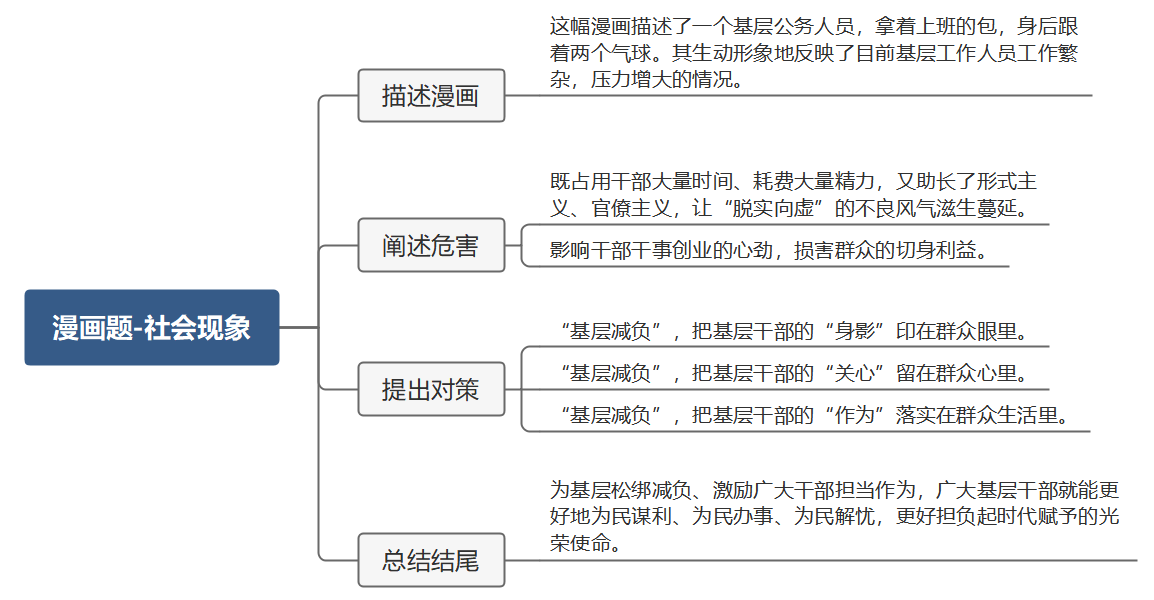 漫画题-社会现象
描述漫画
这幅漫画描述了一个基层公务人员，拿着上班的包，身后跟
着两个气球。其生动形象地反映了目前基层工作人员工作繁
杂，压力增大的情况。
阐述危害
既占用干部大量时间、耗费大量精力，又助长了形式主
义、官僚主义，让“脱实向虚”的不良风气滋生蔓延。
影响干部干事创业的心劲，损害群众的切身利益。
提出对策
“基层减负”，把基层干部的“身影”印在群众眼里。
“基层减负”，把基层干部的“关心”留在群众心里。
“基层减负”，把基层干部的“作为”落实在群众生活里。
总结结尾
为基层松绑减负、激励广大干部担当作为，广大基层干部就能更
好地为民谋利、为民办事、为民解忧，更好担负起时代赋予的光
荣使命。